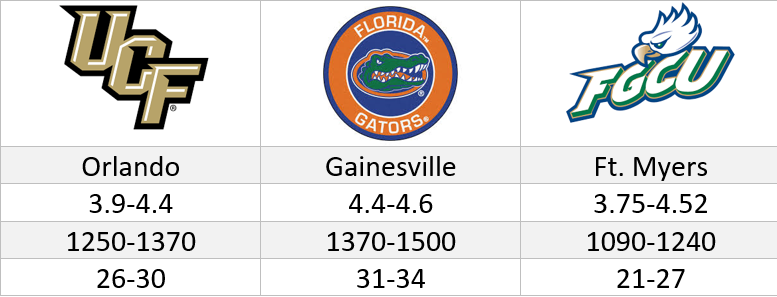 UCF
®
FLORIDA
™
®
GATORS
®
FGCU
Orlando Gainesville Ft. Myers
3.9-4.4 4.4-4.6 3.75-4.52
1250-1370 1370-1500 1090-1240
26-30 31-34 21-27